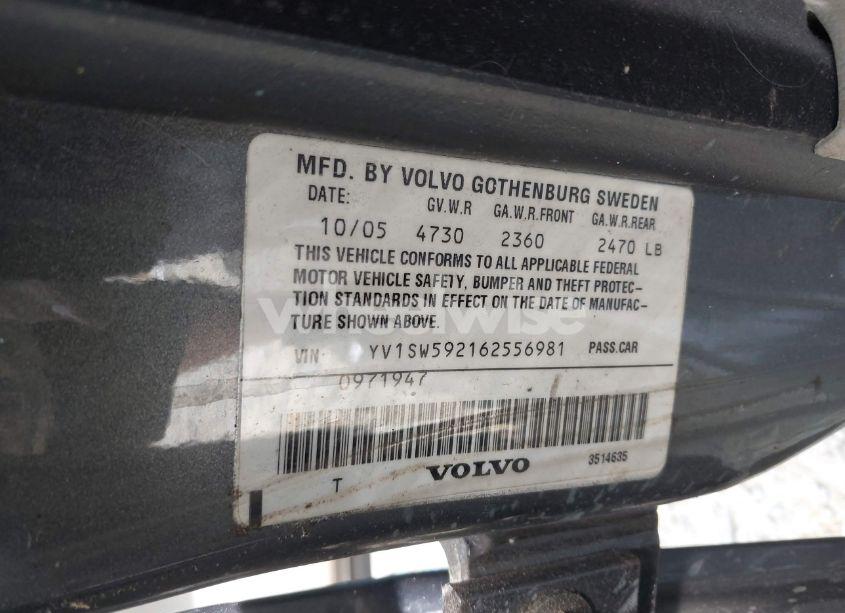 MFD. BY VOLVO GOTHENBURG SWEDEN
DATE: GV.W.R GA.W.R.FRONT GA.W.R.REAR
10/05 4730 2360 2470 LB
THIS VEHICLE CONFORMS TO ALL APPLICABLE FEDERAL
MOTOR VEHICLE SAFETY, BUMPER AND THEFT PROTEC-
TION STANDARDS IN EFFECT ON THE DATE OF MANUFAC-
TURE SHOWN ABOVE.
VIN: YV1SW592162556981 PASS.CAR
0971947
T VOLVO 3514635